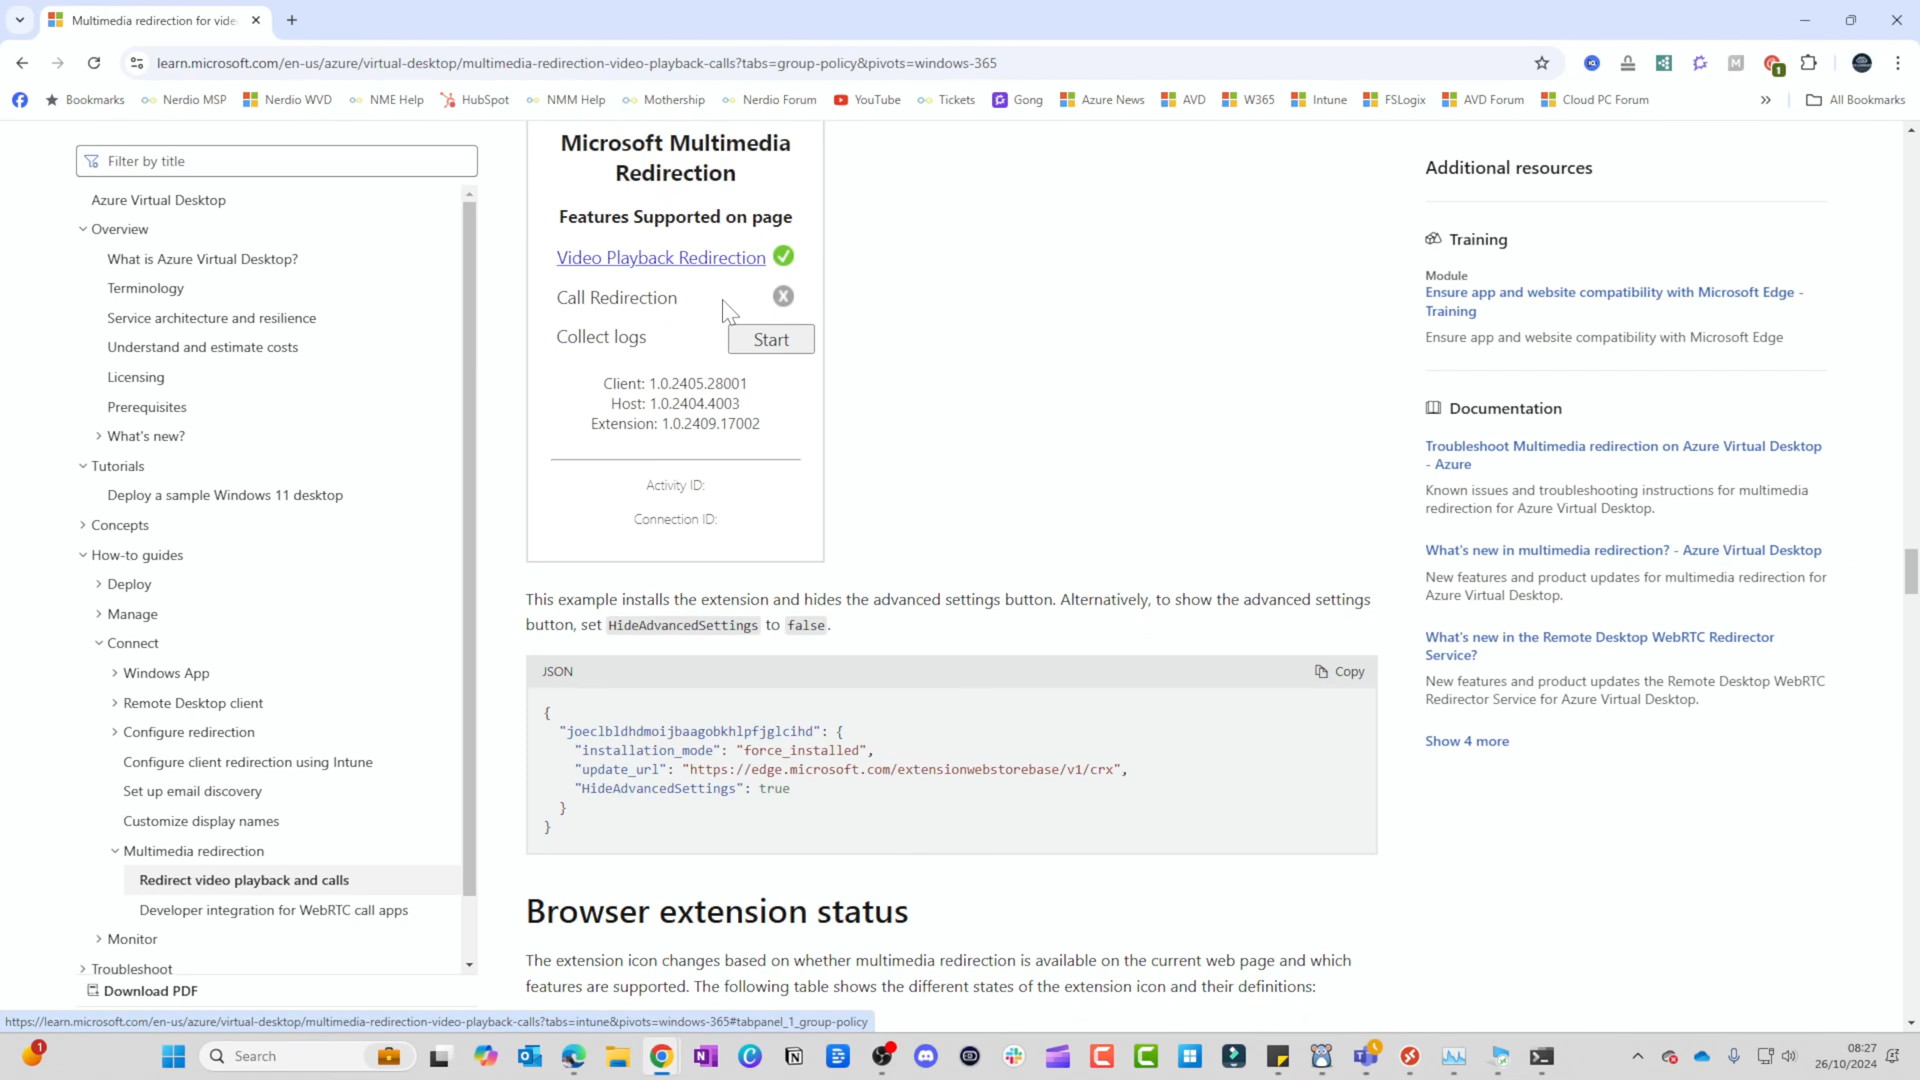 Multimedia redirection for vide
learn.microsoft.com/en-us/azure/virtual-desktop/multimedia-redirection-video-playback-calls?tabs=group-policy&pivots=windows-365
1
Bookmarks
Nerdio MSP
Nerdio WVD
NME Help
HubSpot
NMM Help
Mothership
Nerdio Forum
YouTube
Tickets
Gong
Azure News
AVD
W365
Intune
FSLogix
AVD Forum
Cloud PC Forum
All Bookmarks
Filter by title
Azure Virtual Desktop
Overview
What is Azure Virtual Desktop?
Terminology
Service architecture and resilience
Understand and estimate costs
Licensing
Prerequisites
What's new?
Tutorials
Deploy a sample Windows 11 desktop
Concepts
How-to guides
Deploy
Manage
Connect
Windows App
Remote Desktop client
Configure redirection
Configure client redirection using Intune
Set up email discovery
Customize display names
Multimedia redirection
Redirect video playback and calls
Developer integration for WebRTC call apps
Monitor
Troubleshoot
Download PDF
Microsoft Multimedia
Redirection
Features Supported on page
Video Playback Redirection
Call Redirection
Collect logs
Start
Client: 1.0.2405.28001
Host: 1.0.2404.4003
Extension: 1.0.2409.17002
Activity ID:
Connection ID:
This example installs the extension and hides the advanced settings button. Alternatively, to show the advanced settings
button, set HideAdvancedSettings to false.
JSON
Copy
{
"joeclbldhdmoijbaagobkhlpfjglcihd": {
"installation_mode": "force_installed",
"update_url": "https://edge.microsoft.com/extensionwebstorebase/v1/crx",
"HideAdvancedSettings": true
}
}
Browser extension status
The extension icon changes based on whether multimedia redirection is available on the current web page and which
features are supported. The following table shows the different states of the extension icon and their definitions:
Additional resources
Training
Module
Ensure app and website compatibility with Microsoft Edge -
Training
Ensure app and website compatibility with Microsoft Edge
Documentation
Troubleshoot Multimedia redirection on Azure Virtual Desktop
- Azure
Known issues and troubleshooting instructions for multimedia
redirection for Azure Virtual Desktop.
What's new in multimedia redirection? - Azure Virtual Desktop
New features and product updates for multimedia redirection for
Azure Virtual Desktop.
What's new in the Remote Desktop WebRTC Redirector
Service?
New features and product updates the Remote Desktop WebRTC
Redirector Service for Azure Virtual Desktop.
Show 4 more
https://learn.microsoft.com/en-us/azure/virtual-desktop/multimedia-redirection-video-playback-calls?tabs=intune&pivots=windows-365#tabpanel_1_group-policy
1
Search
08:27
26/10/2024